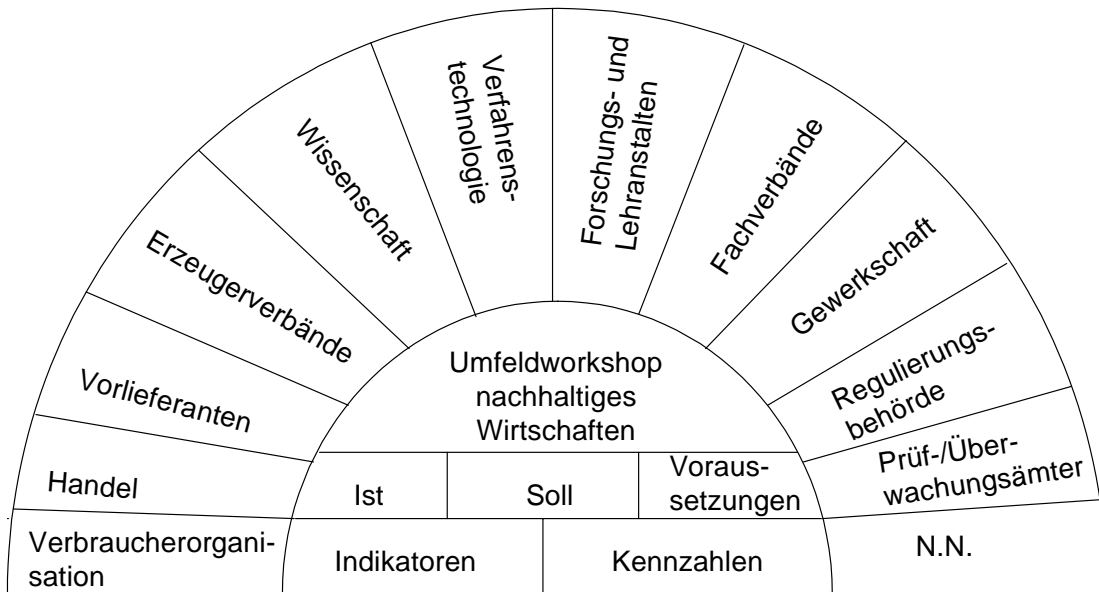 Verfahrens-
technologie
Forschungs- und
Lehranstalten
Wissenschaft
Fachverbände
Erzeugerverbände
Gewerkschaft
Vorlieferanten
Regulierungs-
behörde
Handel
Prüf-/Über-
wachungsämter
Verbraucherorgani-
sation
N.N.
Umfeldworkshop
nachhaltiges
Wirtschaften
Ist
Soll
Voraus-
setzungen
Indikatoren
Kennzahlen